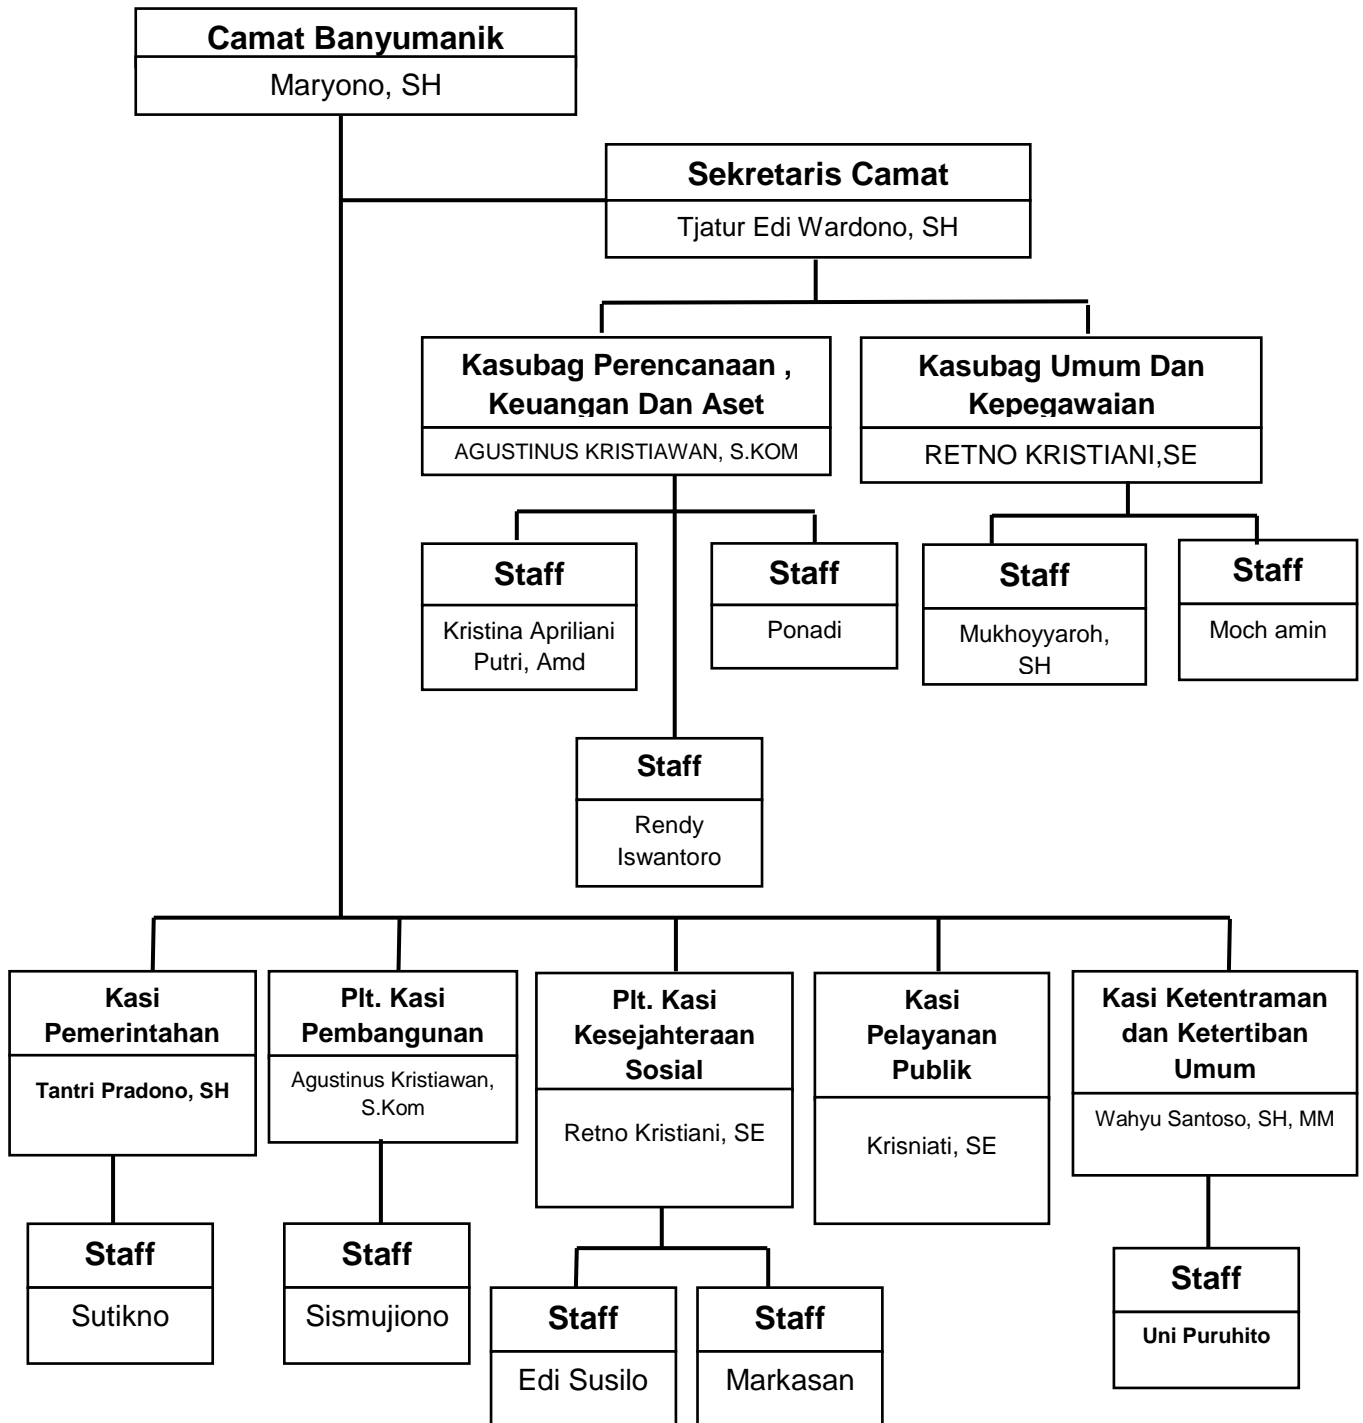 Camat Banyumanik
Maryono, SH
Sekretaris Camat
Tjatur Edi Wardono, SH
Kasubag Perencanaan ,
Keuangan Dan Aset
AGUSTINUS KRISTIAWAN, S.KOM
Kasubag Umum Dan
Kepegawaian
RETNO KRISTIANI,SE
Staff
Kristina Apriliani
Putri, Amd
Staff
Ponadi
Staff
Mukhoyyaroh,
SH
Staff
Moch amin
Staff
Rendy
Iswantoro
Kasi
Pemerintahan
Tantri Pradono, SH
Plt. Kasi
Pembangunan
Agustinus Kristiawan,
S.Kom
Plt. Kasi
Kesejahteraan
Sosial
Retno Kristiani, SE
Kasi
Pelayanan
Publik
Krisniati, SE
Kasi Ketentraman
dan Ketertiban
Umum
Wahyu Santoso, SH, MM
Staff
Sutikno
Staff
Sismujiono
Staff
Edi Susilo
Staff
Markasan
Staff
Uni Puruhito